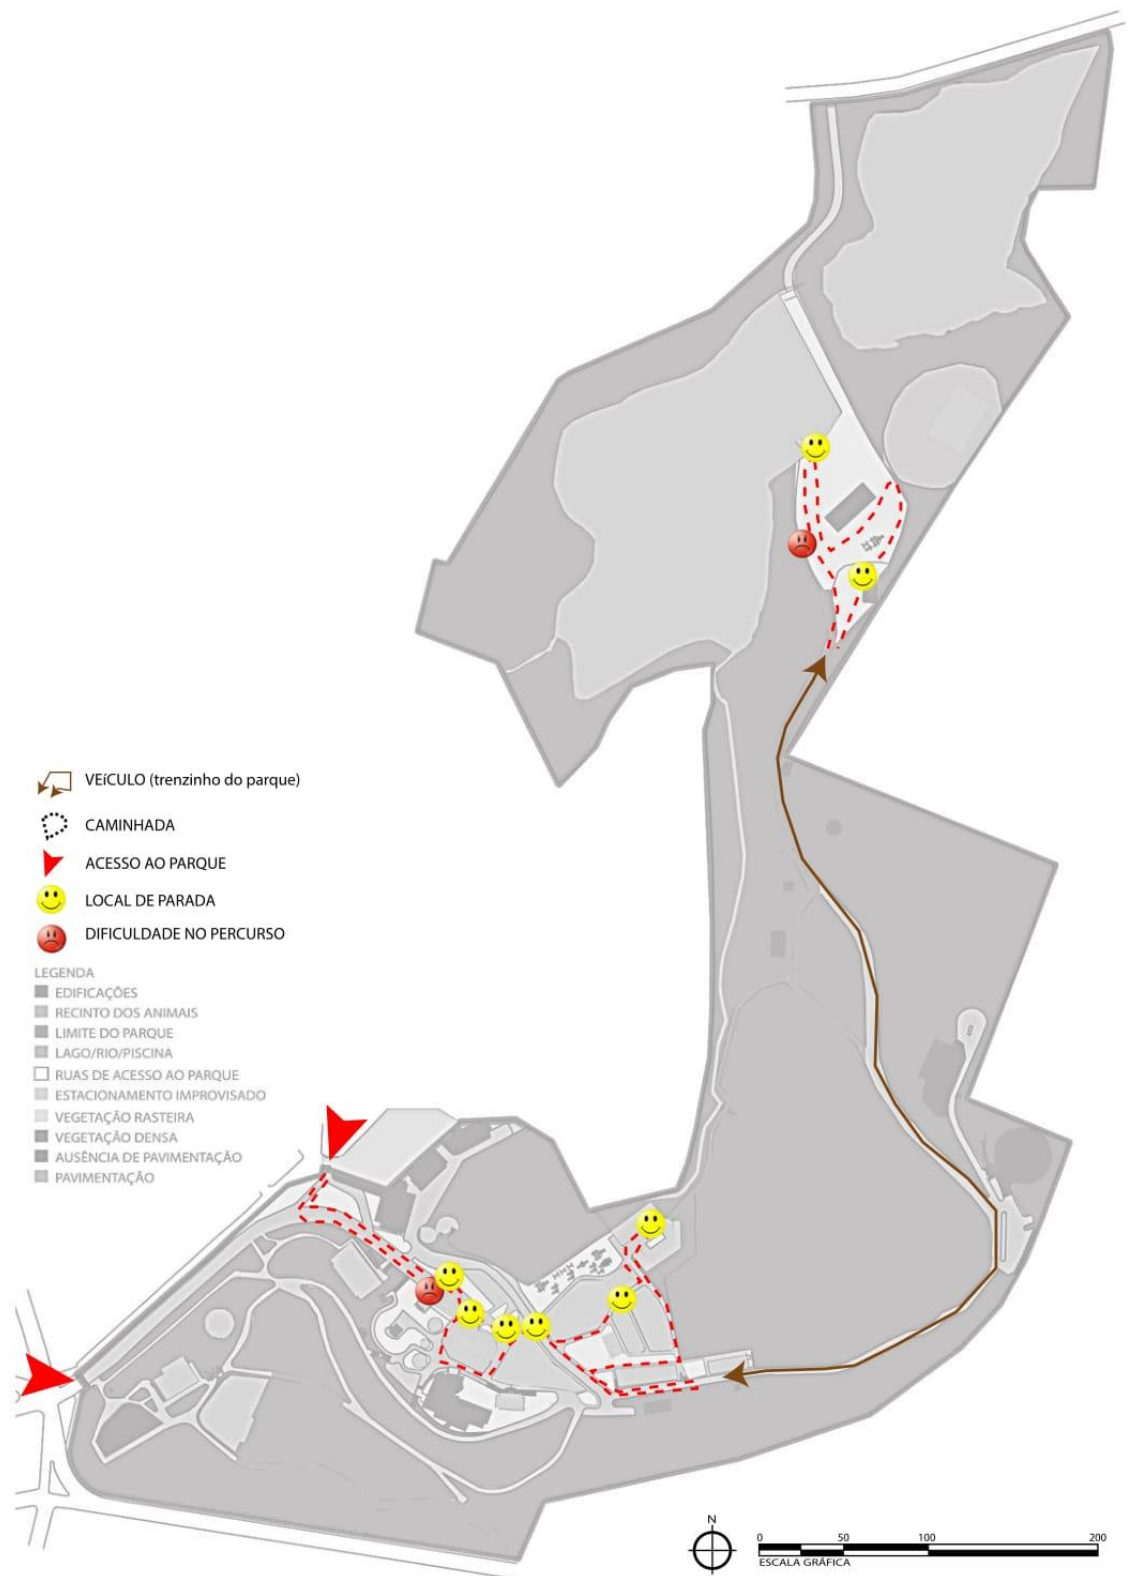 VEíCULO (trenzinho do parque)
CAMINHADA
ACESSO AO PARQUE
LOCAL DE PARADA
DIFICULDADE NO PERCURSO
LEGENDA
EDIFICAÇÕES
RECINTO DOS ANIMAIS
LIMITE DO PARQUE
LAGO/RIO/PISCINA
RUAS DE ACESSO AO PARQUE
ESTACIONAMENTO IMPROVISADO
VEGETAÇÃO RASTEIRA
VEGETAÇÃO DENSA
AUSÊNCIA DE PAVIMENTAÇÃO
PAVIMENTAÇÃO
N
0 50 100 200
ESCALA GRÁFICA